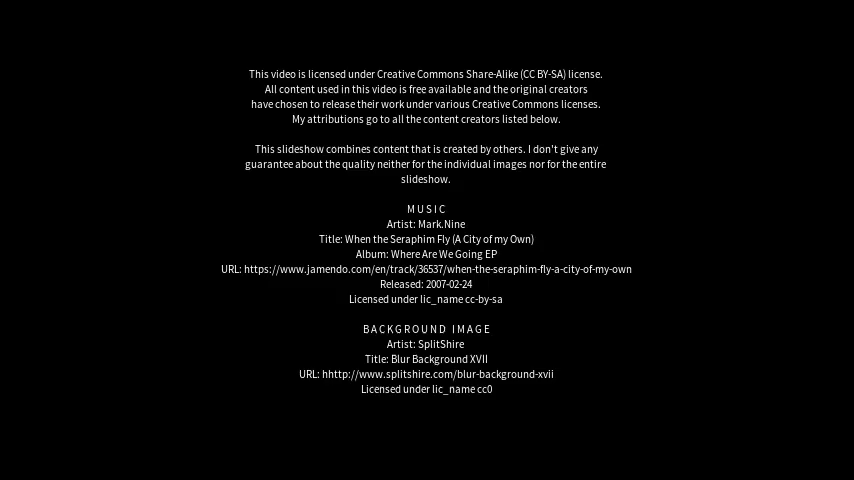 This video is licensed under Creative Commons Share-Alike (CC BY-SA) license.
All content used in this video is free available and the original creators
have chosen to release their work under various Creative Commons licenses.
My attributions go to all the content creators listed below.
This slideshow combines content that is created by others. I don't give any
guarantee about the quality neither for the individual images nor for the entire
slideshow.
MUSIC
Artist: Mark.Nine
Title: When the Seraphim Fly (A City of my Own)
Album: Where Are We Going EP
URL: https://www.jamendo.com/en/track/36537/when-the-seraphim-fly-a-city-of-my-own
Released: 2007-02-24
Licensed under lic_name cc-by-sa
BACKGROUND IMAGE
Artist: SplitShire
Title: Blur Background XVII
URL: hhttp://www.splitshire.com/blur-background-xvii
Licensed under lic_name cc0